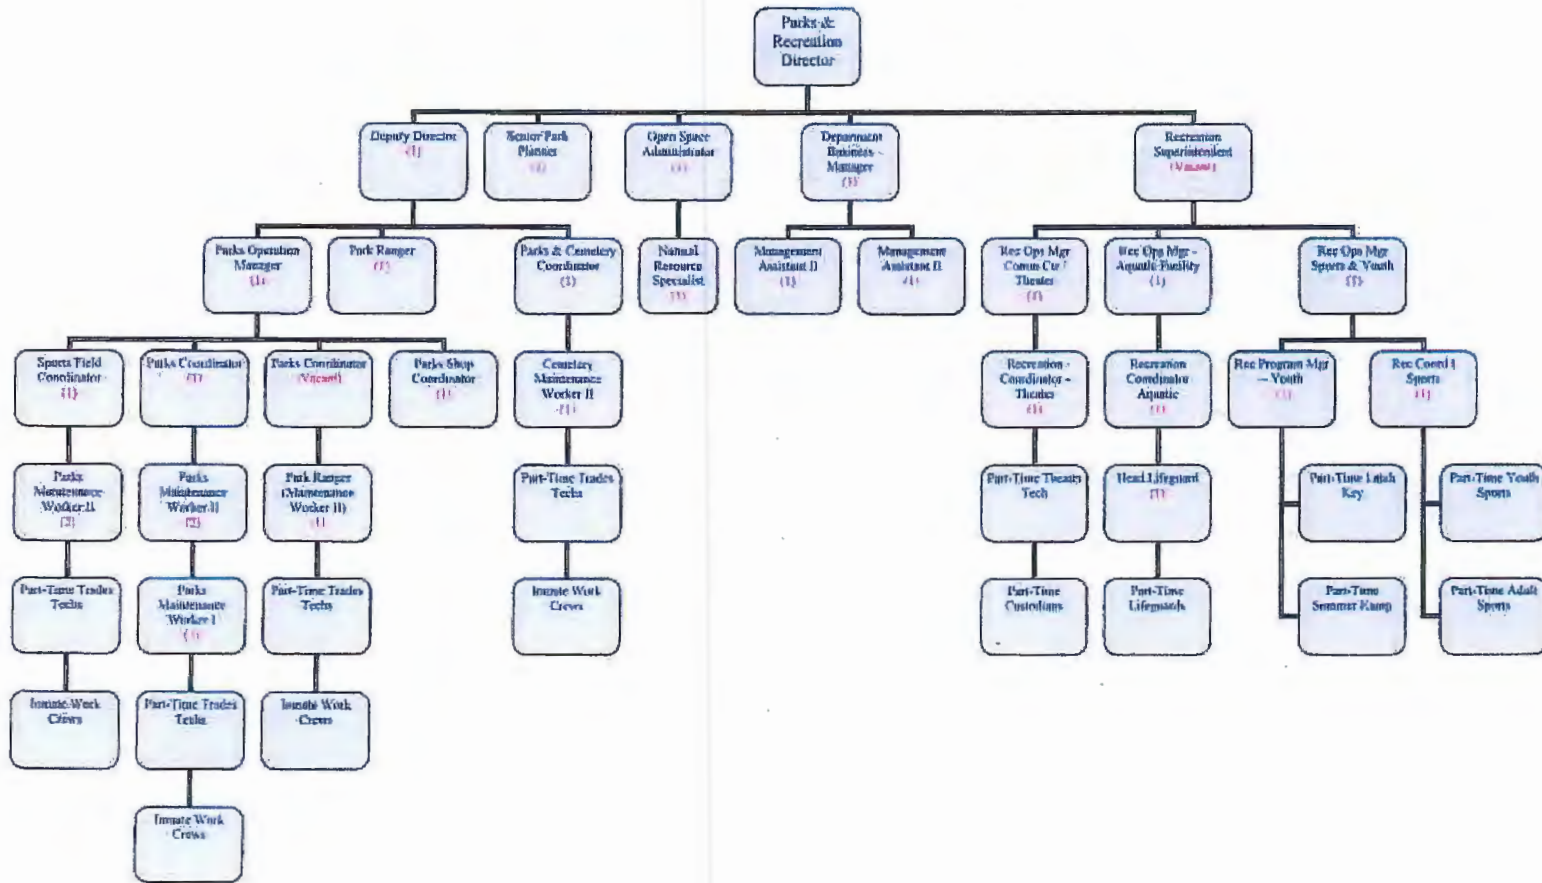 Parks &
Recreation
Director
Deputy Director
(1)
Senior Park
Planner
(1)
Open Space
Administrator
(1)
Department
Business -
Manager
(1)
Recreation
Superintendent
(Vacant)
Parks Operation
Manager
(1)
Park Ranger
(1)
Parks & Cemetery
Coordinator
(1)
Natural
Resource
Specialist
(1)
Management
Assistant II
(1)
Management
Assistant II
(1)
Rec Ops Mgr
Comm Ctr /
Theater
(1)
Rec Ops Mgr -
Aquatic Facility
(1)
Rec Ops Mgr
Sports & Youth
(1)
Sports Field
Coordinator
(1)
Parks Coordinator
(1)
Parks Coordinator
(Vacant)
Parks Shop
Coordinator
(1)
Cemetery
Maintenance
Worker II
(1)
Recreation -
Coordinator -
Theater
(1)
Recreation
Coordinator
Aquatic
(1)
Rec Program Mgr
— Youth
(1)
Rec Coord I
Sports
(1)
Parks
Maintenance
Worker II
(2)
Parks
Maintenance
Worker II
(2)
Park Ranger
(Maintenance
Worker II)
Part-Time Trades
Techs
Part-Time Theater
Tech
Head Lifeguard
(1)
Part-Time Latch
Key
Part-Time Youth
Sports
Part-Time Trades
Techs
Parks
Maintenance
Worker I
(1)
Part-Time Trades
Techs
Inmate Work
Crews
Part-Time
Custodians
Part-Time
Lifeguards
Part-Time
Summer Kamp
Part-Time Adult
Sports
Inmate Work
Crews
Part-Time Trades
Techs
Inmate Work
Crews
Inmate Work
Crews